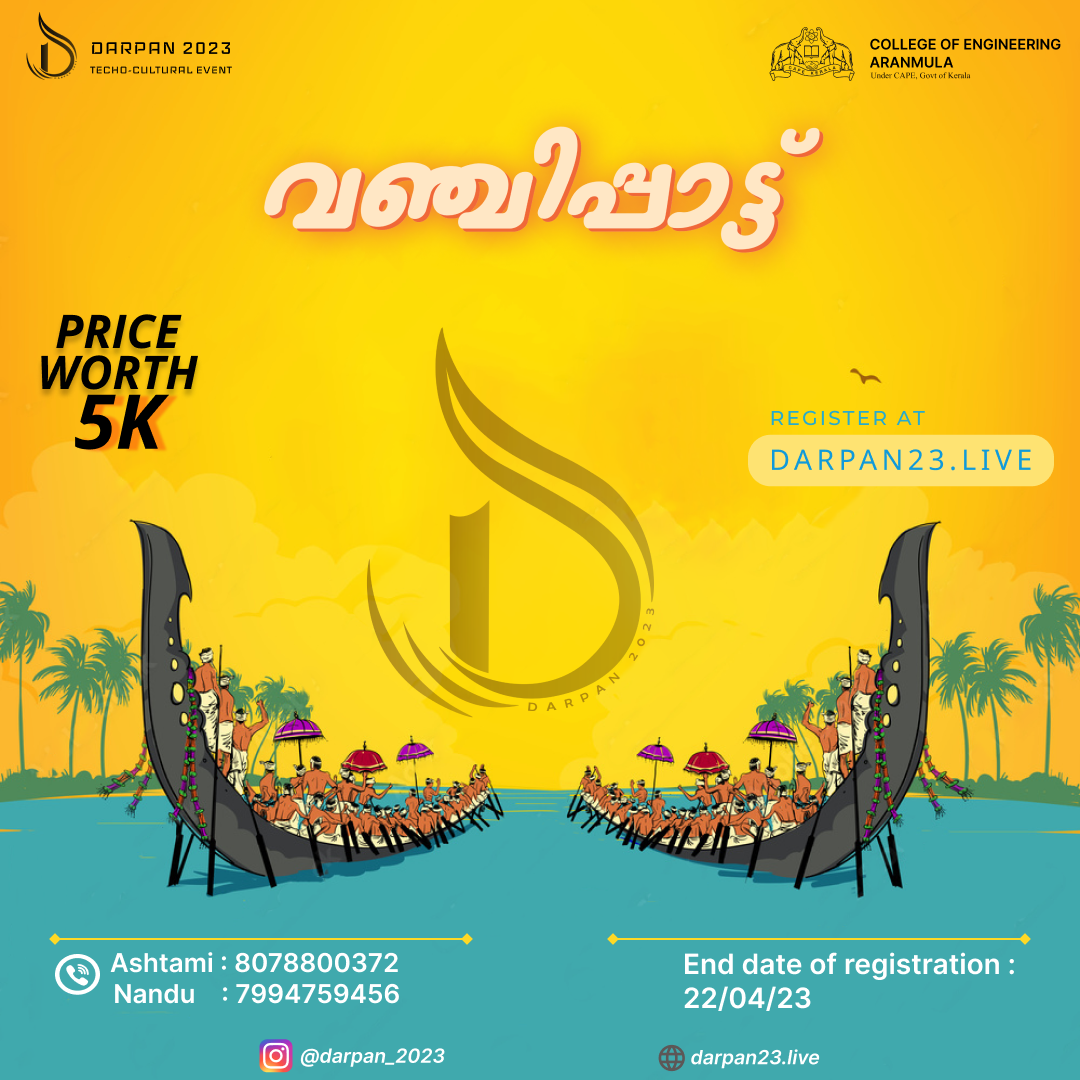 DARPAN 2023
TECHO-CULTURAL EVENT
CAPE KERALA
COLLEGE OF ENGINEERING
ARANMULA
Under CAPE, Govt of Kerala
വഞ്ചിപ്പാട്ട്
PRICE
WORTH
5K
REGISTER AT
DARPAN23.LIVE
DARPAN 2023
Ashtami : 8078800372
Nandu : 7994759456
End date of registration :
22/04/23
@darpan_2023
darpan23.live